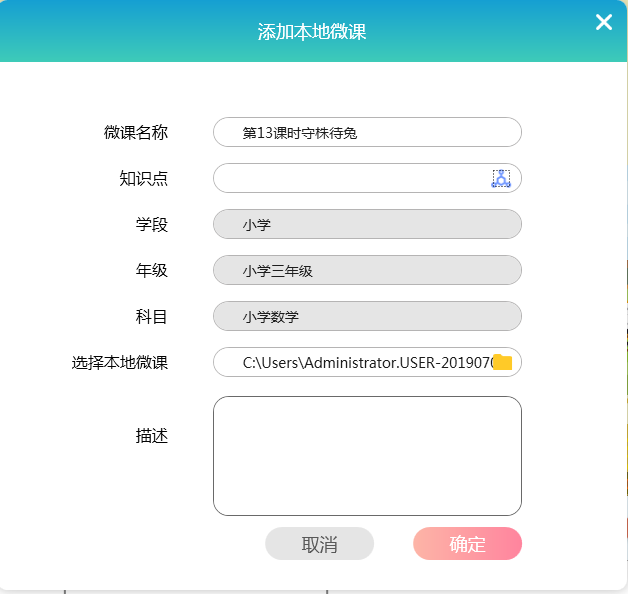 添加本地微课
微课名称 第13课时守株待兔
知识点
学段 小学
年级 小学三年级
科目 小学数学
选择本地微课 C:\Users\Administrator.USER-2019070
描述
取消 确定